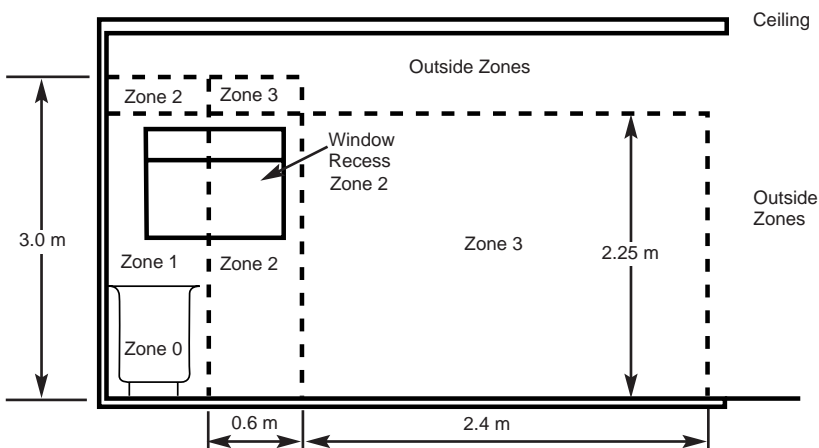 Ceiling
Outside Zones
Zone 2
Zone 3
Window
Recess
Zone 2
Outside
Zones
3.0 m
Zone 3
2.25 m
Zone 1
Zone 2
Zone 0
0.6 m
2.4 m